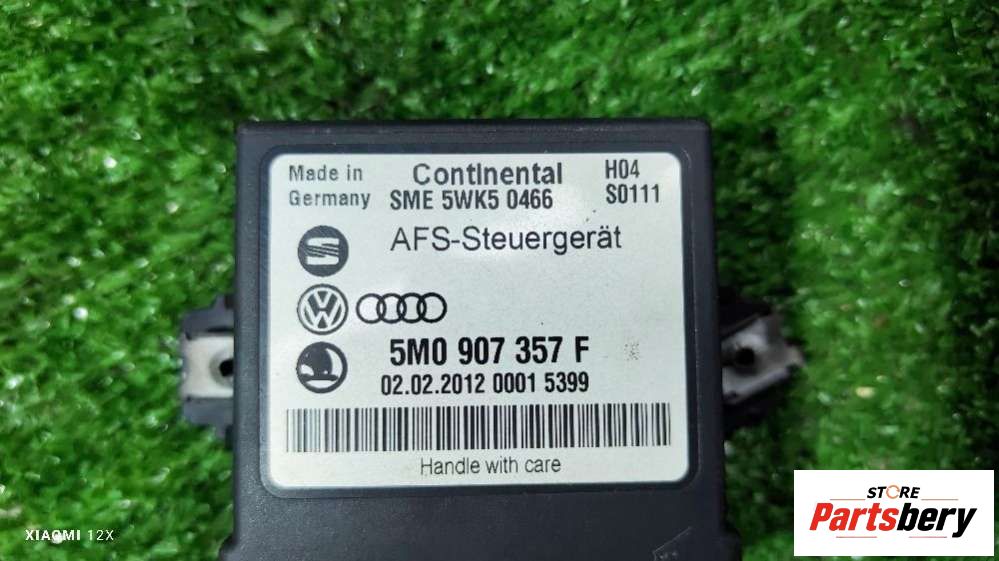 Made in Germany
Continental
SME 5WK5 0466
H04
S0111
AFS-Steuergerät
5M0 907 357 F
02.02.2012 0001 5399
Handle with care
XIAOMI 12X
STORE
Partsbery